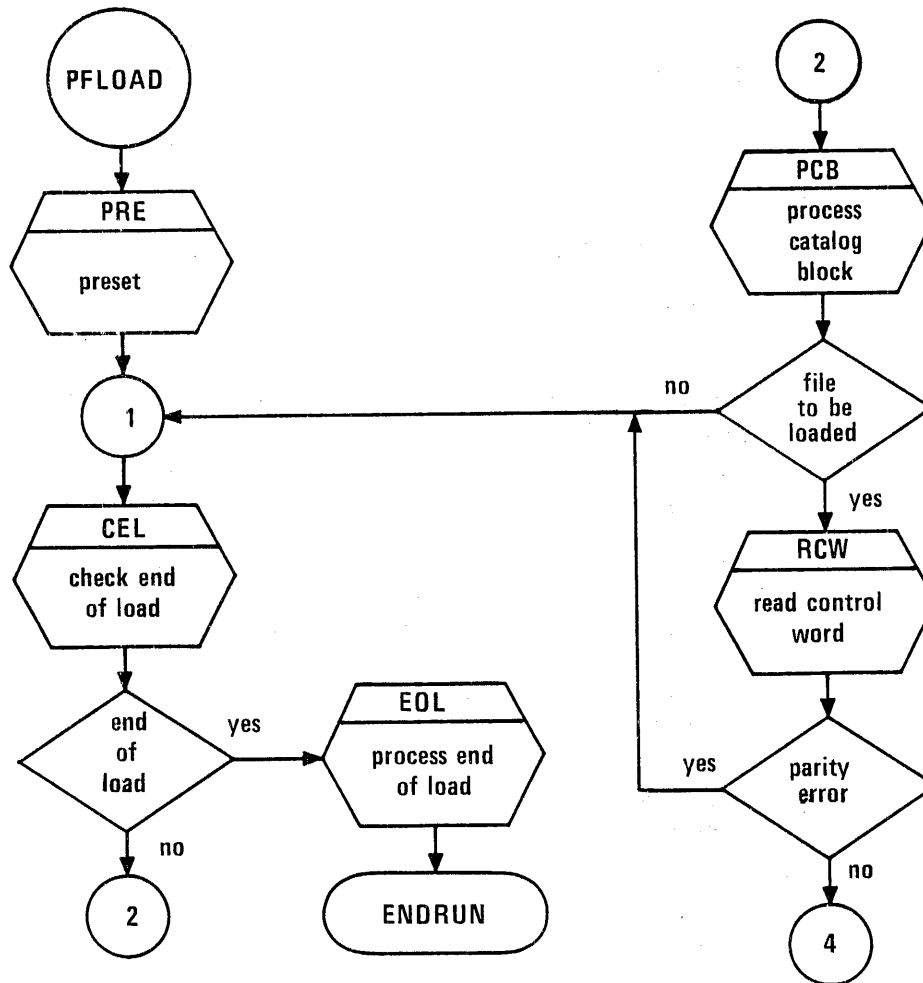 PFLOAD
PRE
preset
1
CEL
check end
of load
end
of
load
yes
no
2
EOL
process end
of load
ENDRUN
2
PCB
process
catalog
block
file
to be
loaded
no
yes
RCW
read control
word
parity
error
yes
no
4